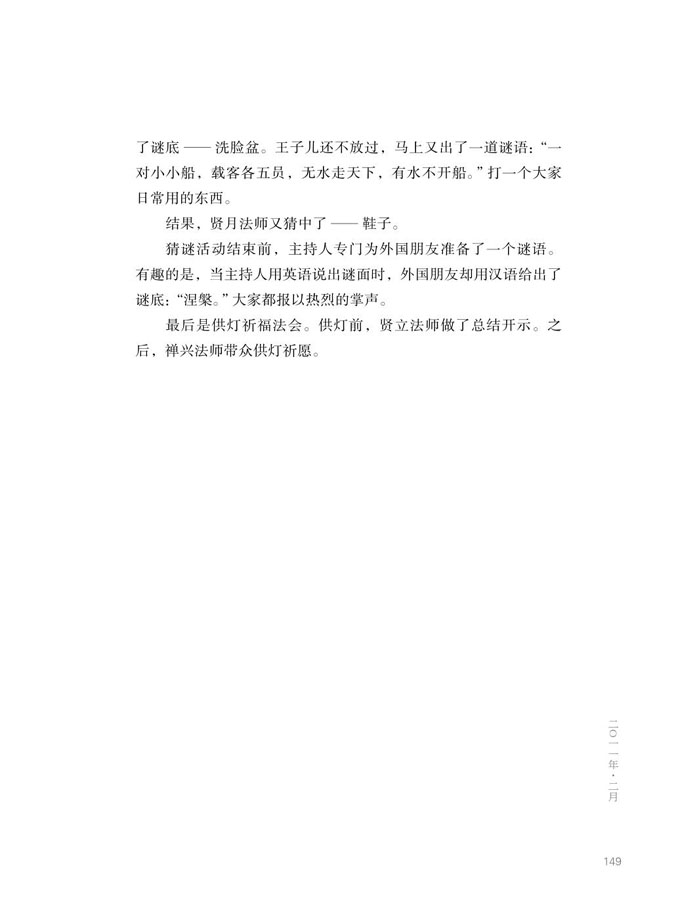 了谜底 —— 洗脸盆。王子儿还不放过，马上又出了一道谜语：“一
对小小船，载客各五员，无水走天下，有水不开船。”打一个大家
日常用的东西。
结果，贤月法师又猜中了 —— 鞋子。
猜谜活动结束前，主持人专门为外国朋友准备了一个谜语。
有趣的是，当主持人用英语说出谜面时，外国朋友却用汉语给出了
谜底：“涅槃。”大家都报以热烈的掌声。
最后是供灯祈福法会。供灯前，贤立法师做了总结开示。之
后，禅兴法师带众供灯祈愿。
二〇一一年·二月
149